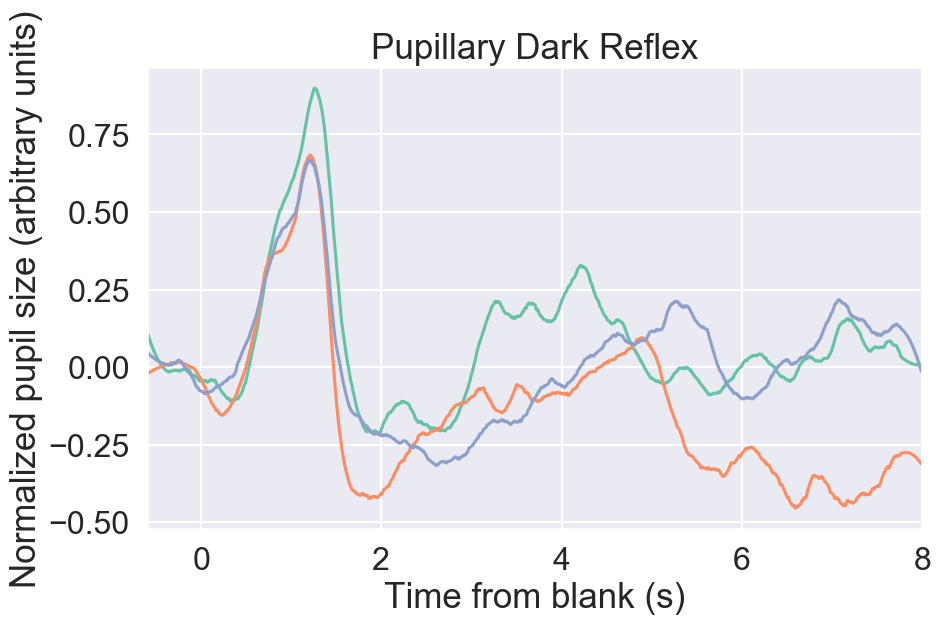 Pupillary Dark Reflex
Normalized pupil size (arbitrary units)
0.75
0.50
0.25
0.00
−0.25
−0.50
0 2 4 6 8
Time from blank (s)